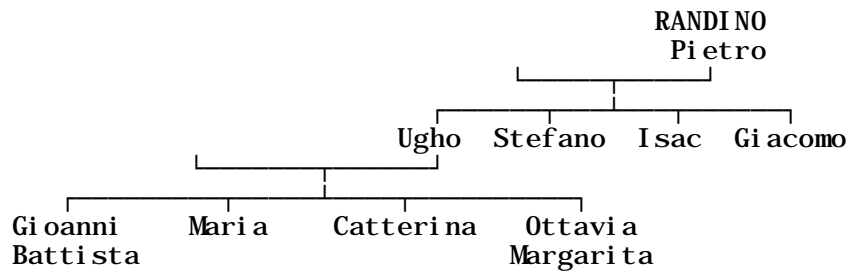 RANDINO
Pietro
Ugho Stefano Isac Giacomo
Gioanni Maria Catterina Ottavia
Battista Margarita